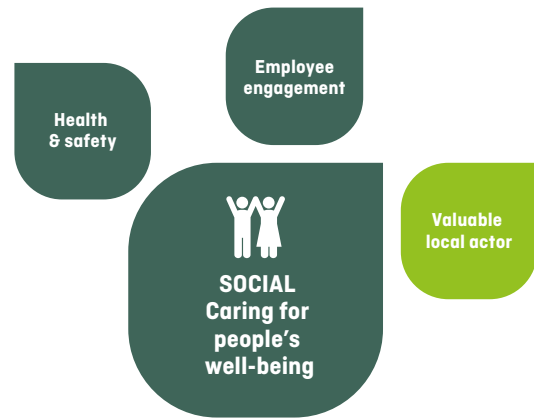 Employee
engagement
Health
& safety
Valuable
local actor
SOCIAL
Caring for
people's
well-being